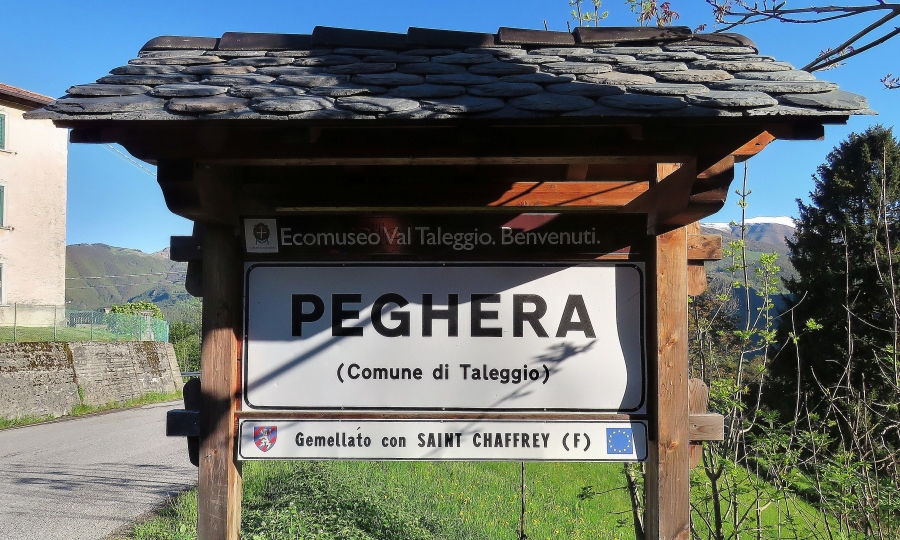 Ecomuseo Val Taleggio. Benvenuti.
PEGHERA
(Comune di Taleggio)
Gemellato con SAINT CHAFFREY (F)